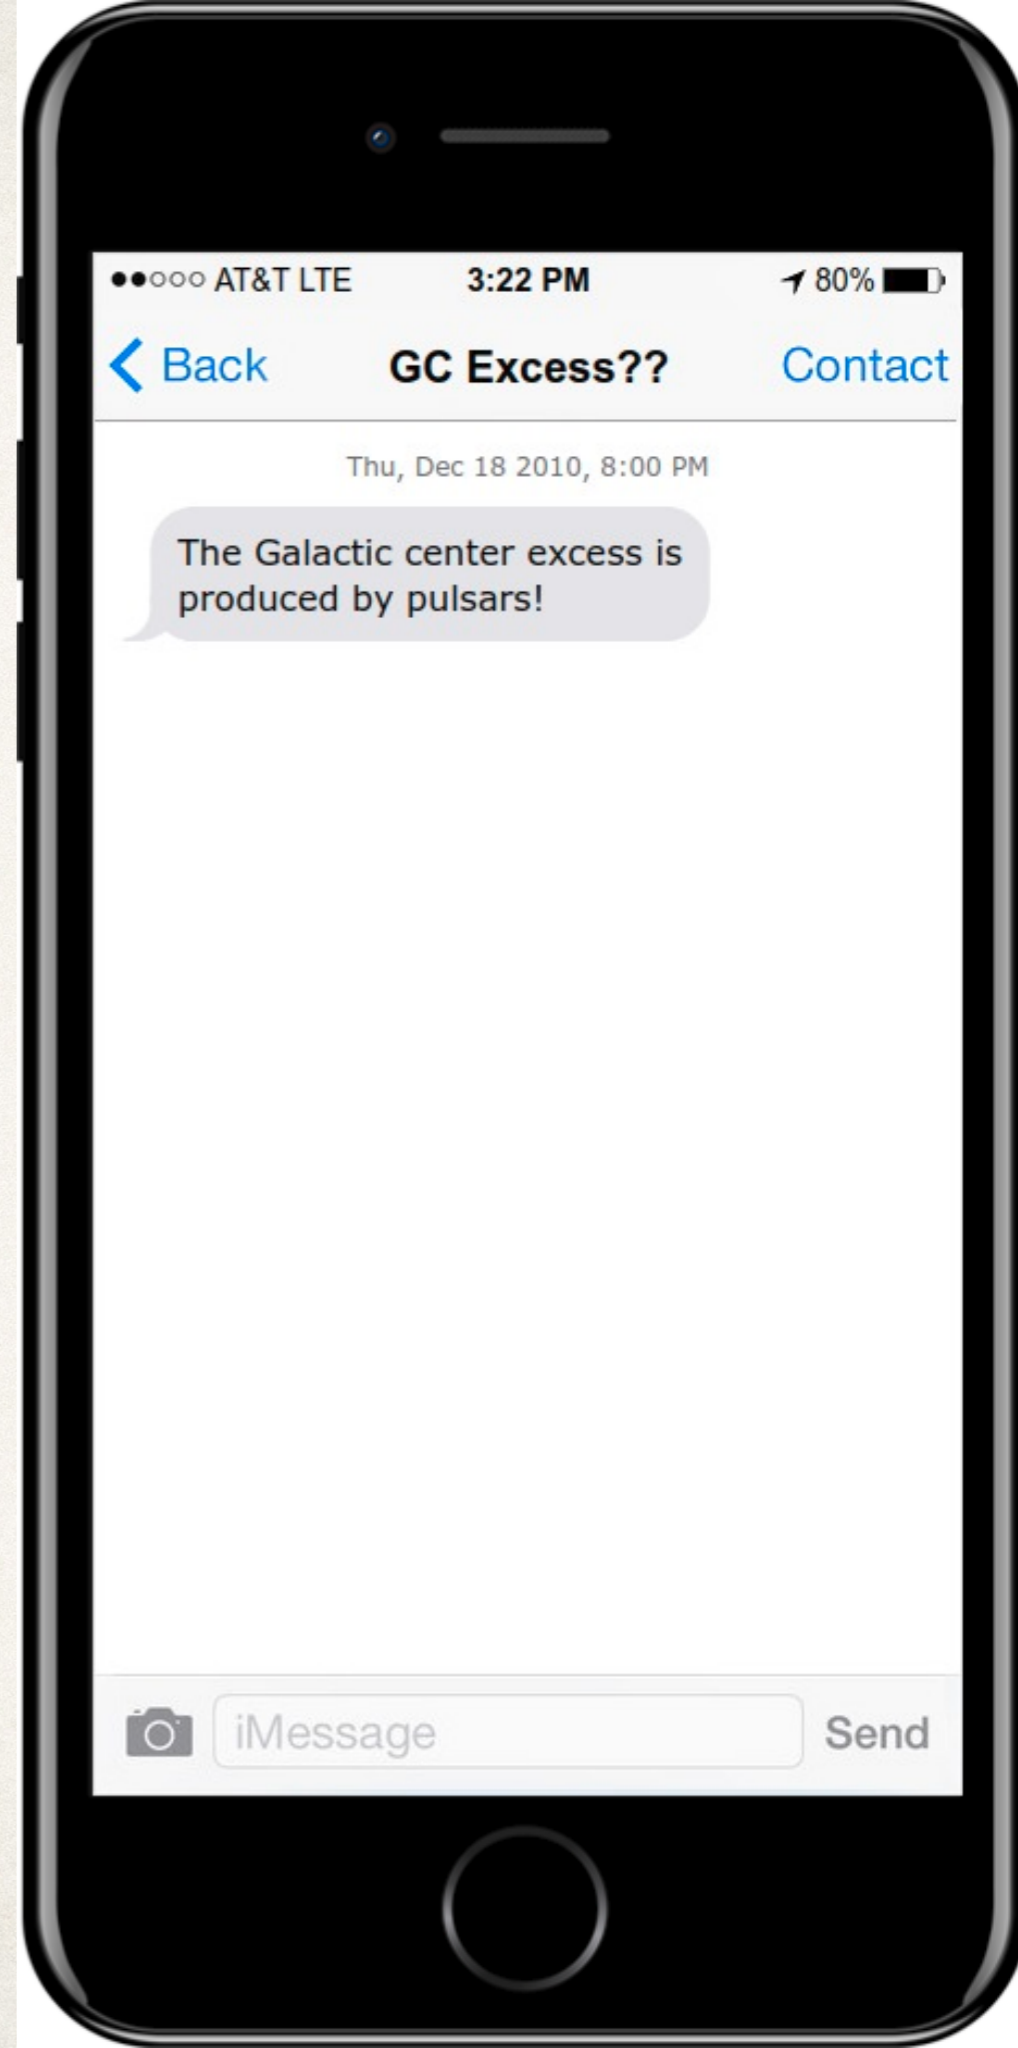 AT&T LTE 3:22 PM 80%
Back GC Excess?? Contact
Thu, Dec 18 2010, 8:00 PM
The Galactic center excess is
produced by pulsars!
iMessage Send